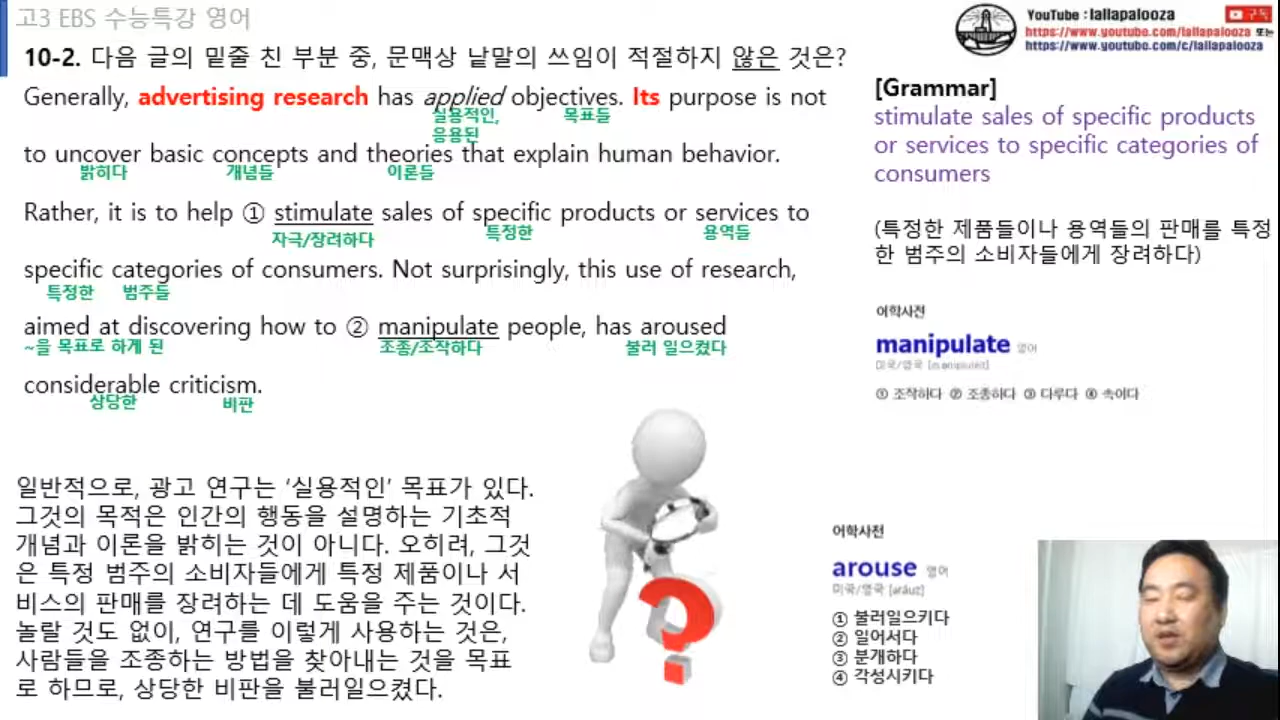 고3 EBS 수능특강 영어
YouTube : lallapalooza 구독
https://www.youtube.com/lallapalooza 또는
https://www.youtube.com/c/lallapalooza
10-2. 다음 글의 밑줄 친 부분 중, 문맥상 낱말의 쓰임이 적절하지 않은 것은?
Generally, advertising research has applied objectives. Its purpose is not
실용적인, 목표들
응용된
to uncover basic concepts and theories that explain human behavior.
밝히다 개념들 이론들
Rather, it is to help ① stimulate sales of specific products or services to
자극/장려하다 특정한 용역들
specific categories of consumers. Not surprisingly, this use of research,
특정한 범주들
aimed at discovering how to ② manipulate people, has aroused
~을 목표로 하게 된 조종/조작하다 불러 일으켰다
considerable criticism.
상당한 비판
일반적으로, 광고 연구는 ‘실용적인’ 목표가 있다.
그것의 목적은 인간의 행동을 설명하는 기초적
개념과 이론을 밝히는 것이 아니다. 오히려, 그것
은 특정 범주의 소비자들에게 특정 제품이나 서
비스의 판매를 장려하는 데 도움을 주는 것이다.
놀랄 것도 없이, 연구를 이렇게 사용하는 것은,
사람들을 조종하는 방법을 찾아내는 것을 목표
로 하므로, 상당한 비판을 불러일으켰다.
[Grammar]
stimulate sales of specific products
or services to specific categories of
consumers
(특정한 제품들이나 용역들의 판매를 특정
한 범주의 소비자들에게 장려하다)
어학사전
manipulate 영어
미국/영국
① 조작하다 ② 조종하다 ③ 다루다 ④ 속이다
어학사전
arouse 영어
미국/영국 [əráuz]
① 불러일으키다
② 일어서다
③ 분개하다
④ 각성시키다